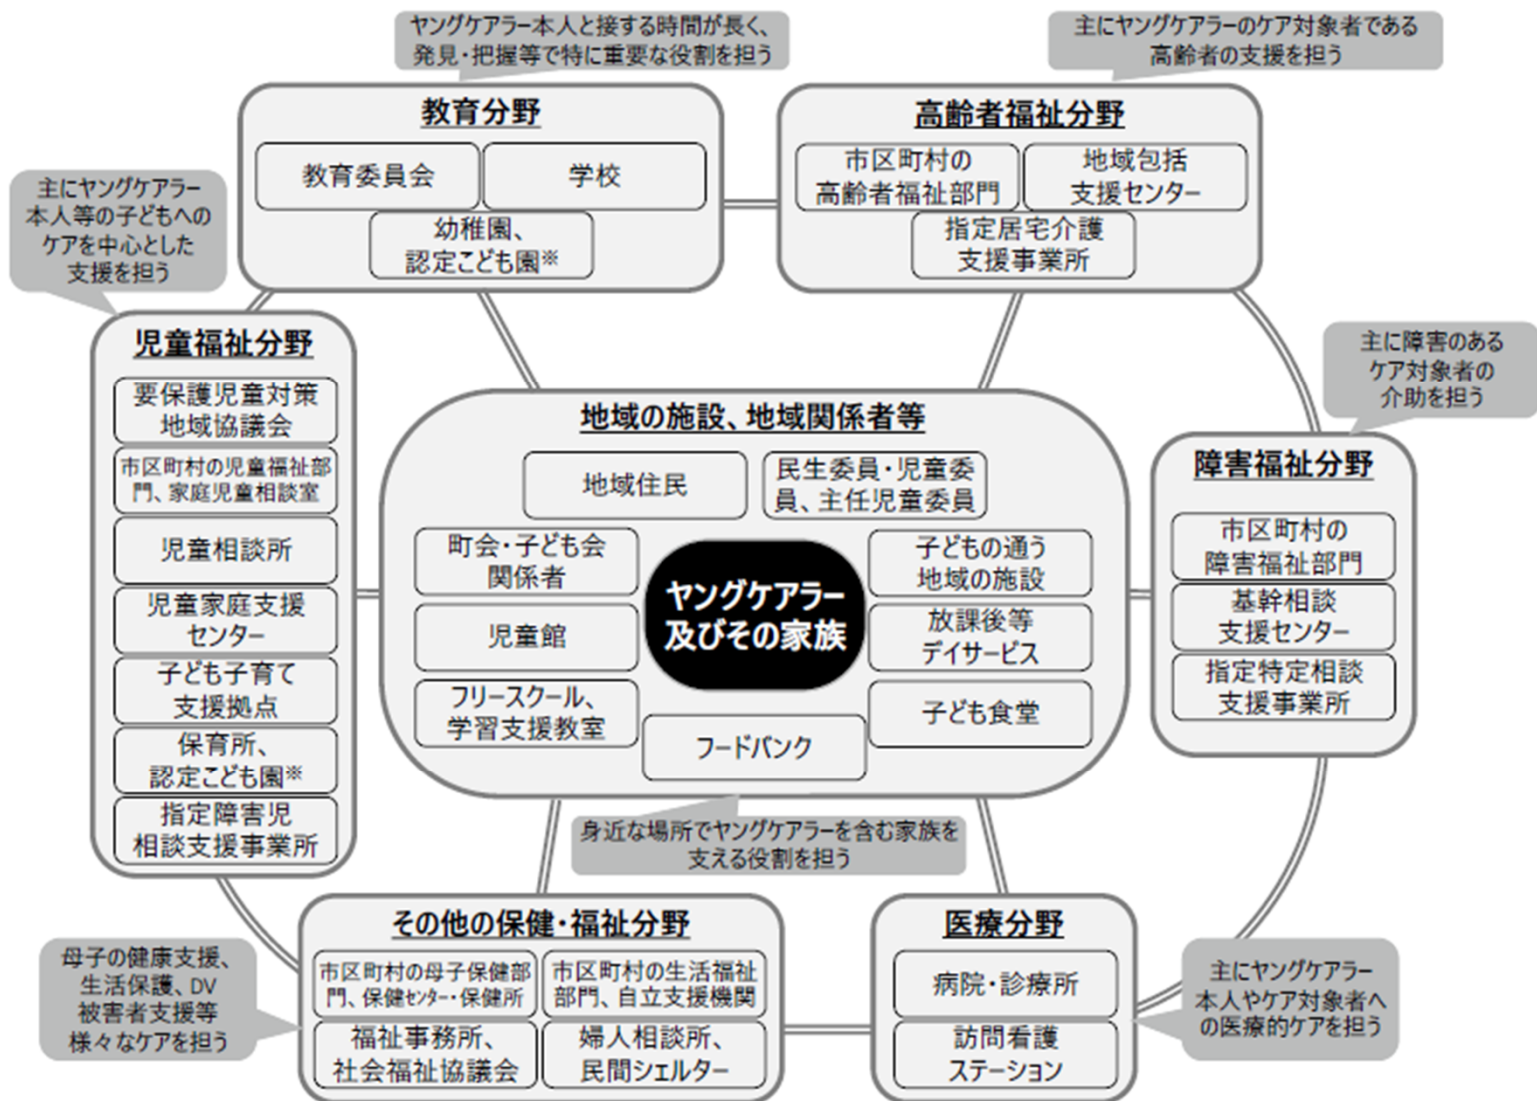 ヤングケアラー本人と接する時間が長く、
発見・把握等で特に重要な役割を担う
主にヤングケアラーのケア対象者である
高齢者の支援を担う
教育分野
教育委員会
学校
幼稚園、
認定こども園※
高齢者福祉分野
市区町村の
高齢者福祉部門
地域包括
支援センター
指定居宅介護
支援事業所
主にヤングケアラー
本人等の子どもへの
ケアを中心とした
支援を担う
児童福祉分野
要保護児童対策
地域協議会
市区町村の児童福祉部
門、家庭児童相談室
児童相談所
児童家庭支援
センター
子ども子育て
支援拠点
保育所、
認定こども園※
指定障害児
相談支援事業所
地域の施設、地域関係者等
地域住民
民生委員・児童委
員、主任児童委員
町会・子ども会
関係者
児童館
フリースクール、
学習支援教室
ヤングケアラー
及びその家族
子どもの通う
地域の施設
放課後等
デイサービス
子ども食堂
フードバンク
身近な場所でヤングケアラーを含む家族を
支える役割を担う
主に障害のある
ケア対象者の
介助を担う
障害福祉分野
市区町村の
障害福祉部門
基幹相談
支援センター
指定特定相談
支援事業所
母子の健康支援、
生活保護、DV
被害者支援等
様々なケアを担う
その他の保健・福祉分野
市区町村の母子保健部
門、保健センター・保健所
市区町村の生活福祉
部門、自立支援機関
福祉事務所、
社会福祉協議会
婦人相談所、
民間シェルター
医療分野
病院・診療所
訪問看護
ステーション
主にヤングケアラー
本人やケア対象者へ
の医療的ケアを担う